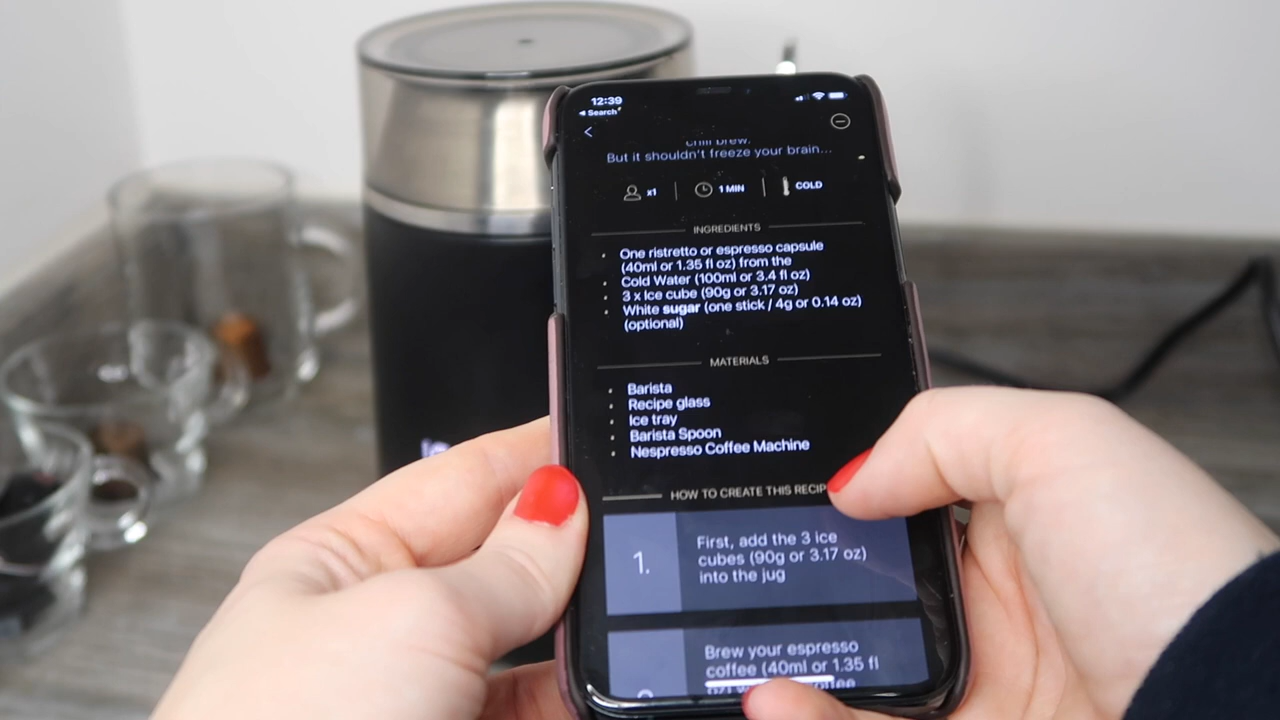 12:39
◀ Search
chill brew.
But it shouldn't freeze your brain...
x1
1 MIN
COLD
INGREDIENTS
One ristretto or espresso capsule
(40ml or 1.35 fl oz) from the
Cold Water (100ml or 3.4 fl oz)
3 x Ice cube (90g or 3.17 oz)
White sugar (one stick / 4g or 0.14 oz)
(optional)
MATERIALS
Barista
Recipe glass
Ice tray
Barista Spoon
Nespresso Coffee Machine
HOW TO CREATE THIS RECIP
1.
First, add the 3 ice
cubes (90g or 3.17 oz)
into the jug
Brew your espresso
coffee (40ml or 1.35 fl